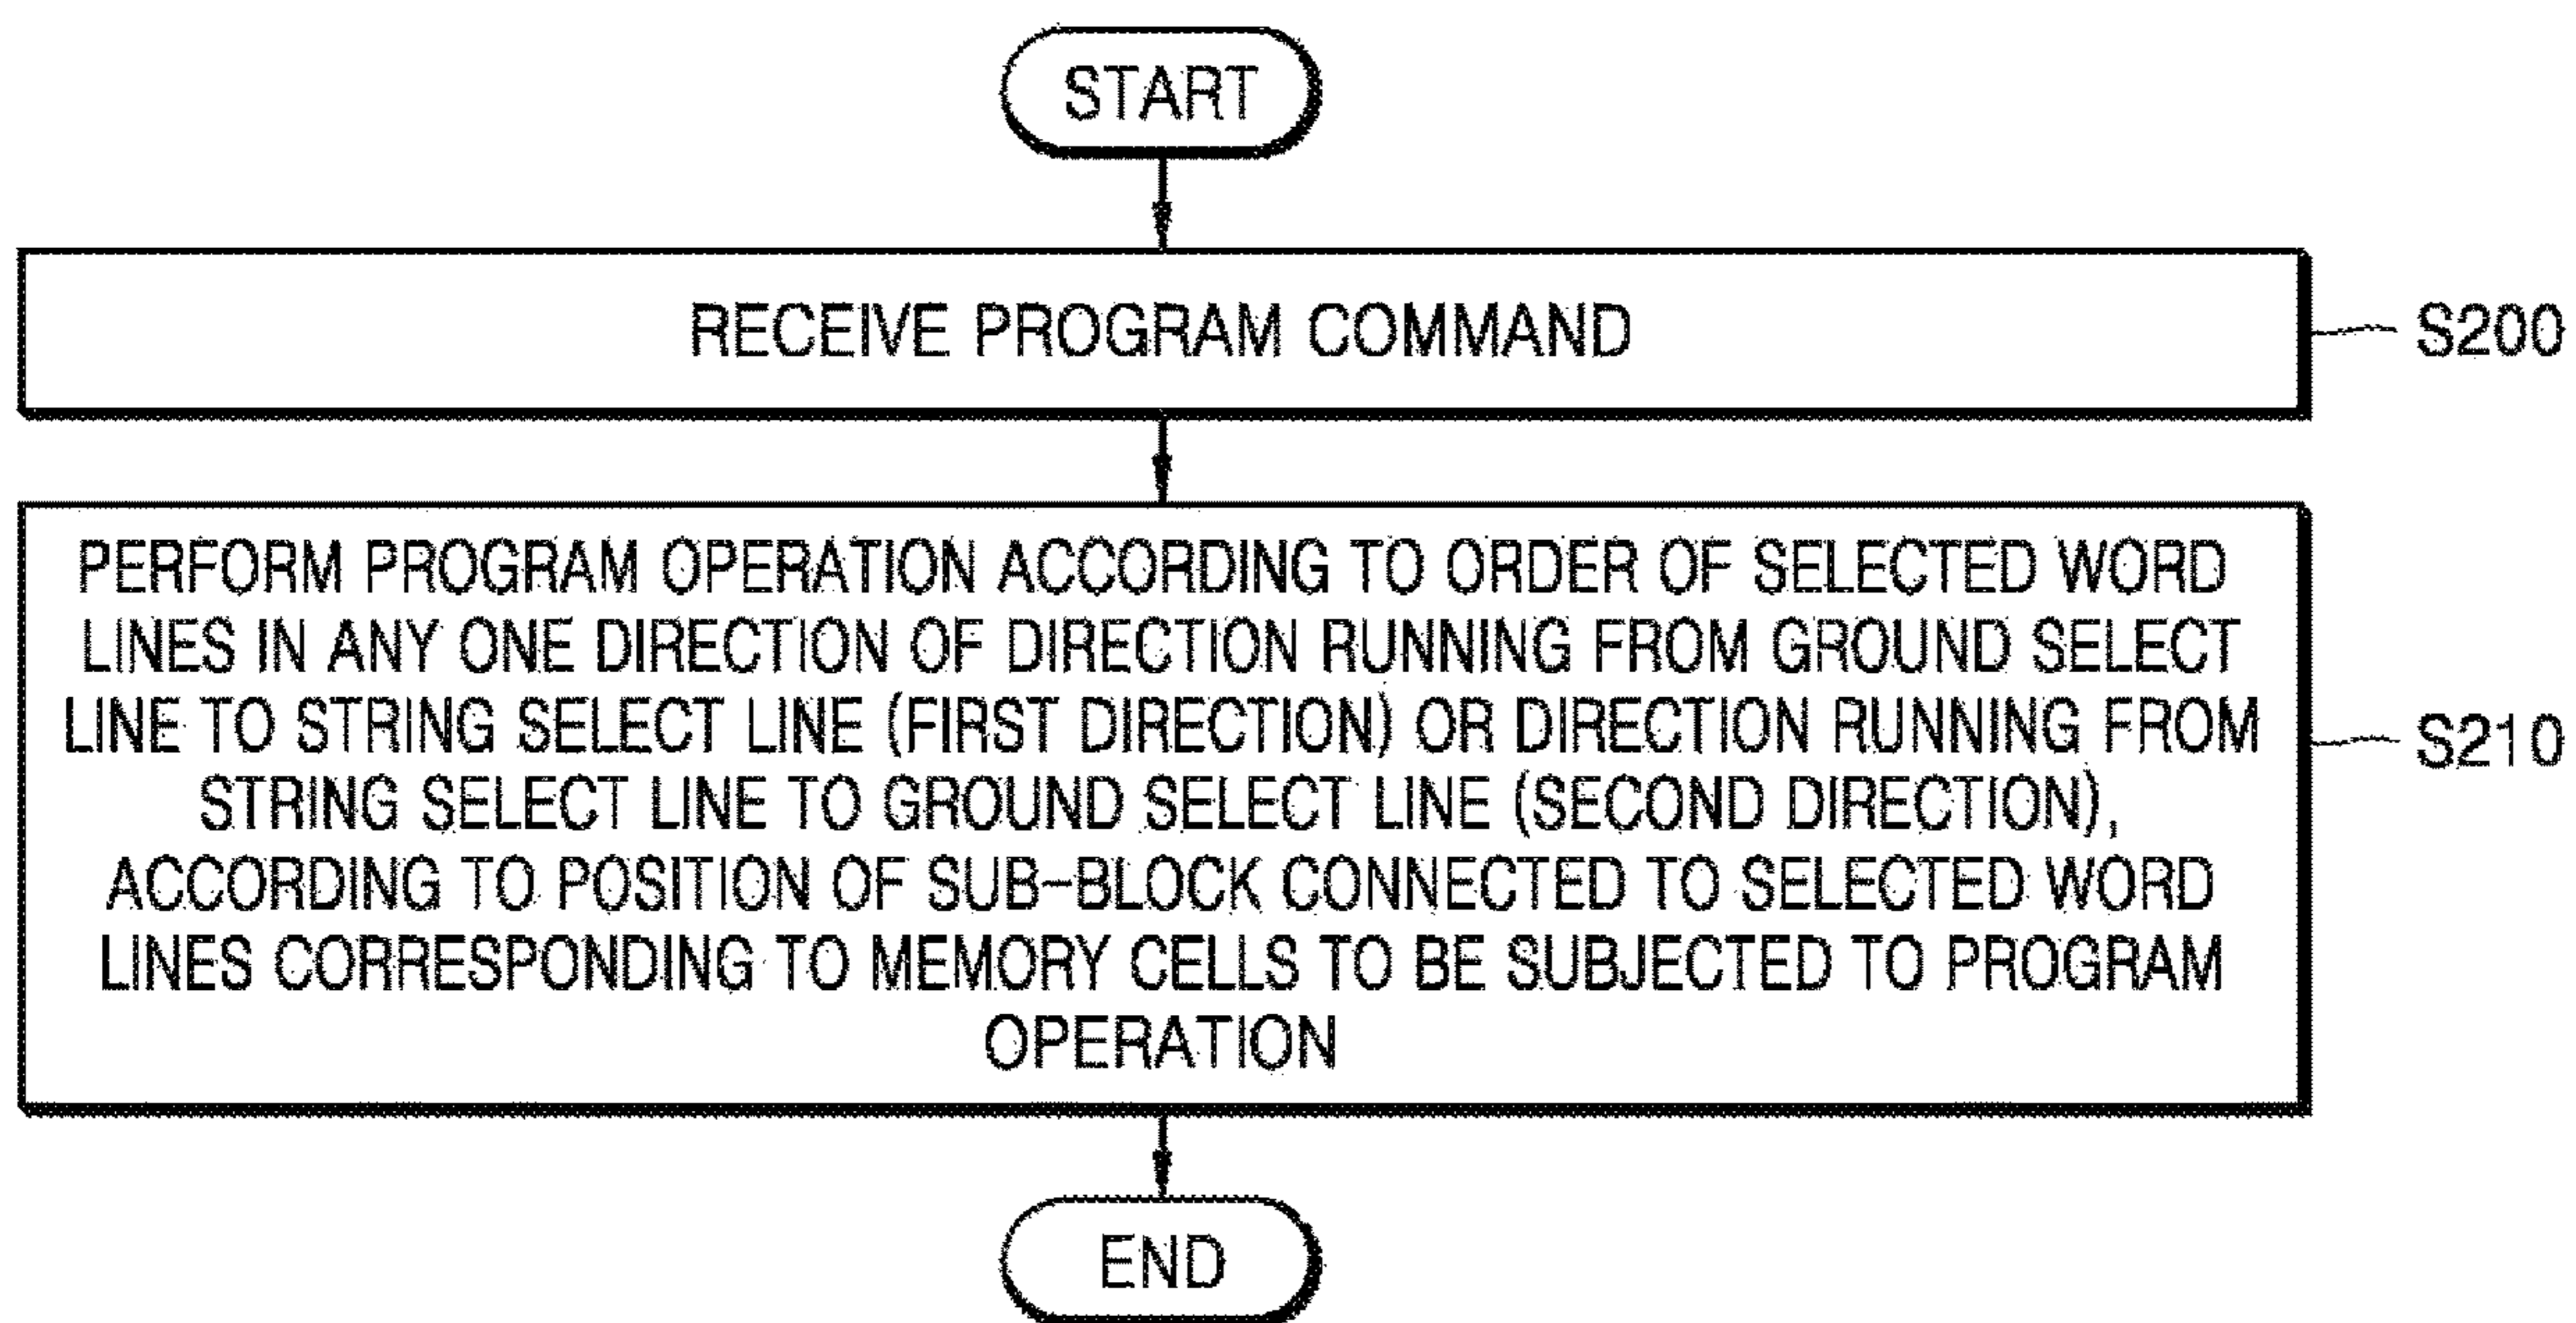 START
RECEIVE PROGRAM COMMAND
S200
PERFORM PROGRAM OPERATION ACCORDING TO ORDER OF SELECTED WORD
LINES IN ANY ONE DIRECTION OF DIRECTION RUNNING FROM GROUND SELECT
LINE TO STRING SELECT LINE (FIRST DIRECTION) OR DIRECTION RUNNING FROM
STRING SELECT LINE TO GROUND SELECT LINE (SECOND DIRECTION),
ACCORDING TO POSITION OF SUB-BLOCK CONNECTED TO SELECTED WORD
LINES CORRESPONDING TO MEMORY CELLS TO BE SUBJECTED TO PROGRAM
OPERATION
S210
END